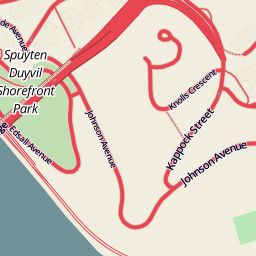 Spuyten
Duyvil
Shorefront
Park
Edsall Avenue
Johnson Avenue
Knolls Crescent
Kappock Street
Johnson Avenue